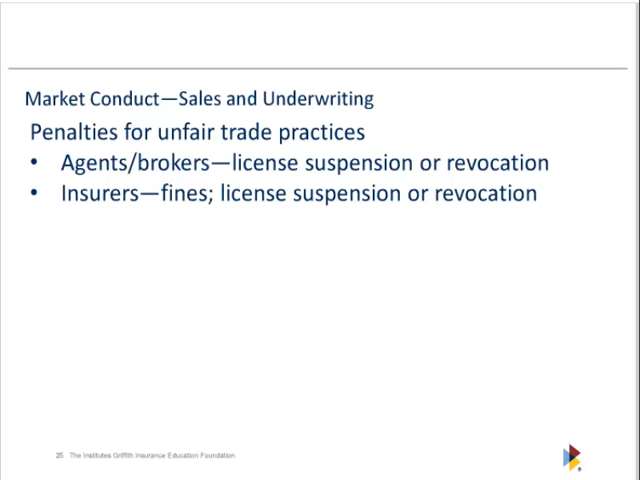 Market Conduct—Sales and Underwriting
Penalties for unfair trade practices
• Agents/brokers—license suspension or revocation
• Insurers—fines; license suspension or revocation
25 The Institutes Griffith Insurance Education Foundation
®